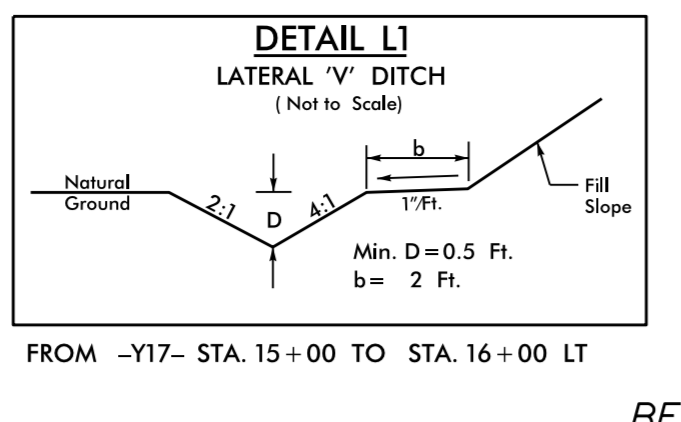 DETAIL L1
LATERAL 'V' DITCH
( Not to Scale)
b
Natural
Ground
2:1
D
4:1
1"/Ft.
Fill
Slope
Min. D=0.5 Ft.
b= 2 Ft.
FROM -Y17- STA. 15+00 TO STA. 16+00 LT